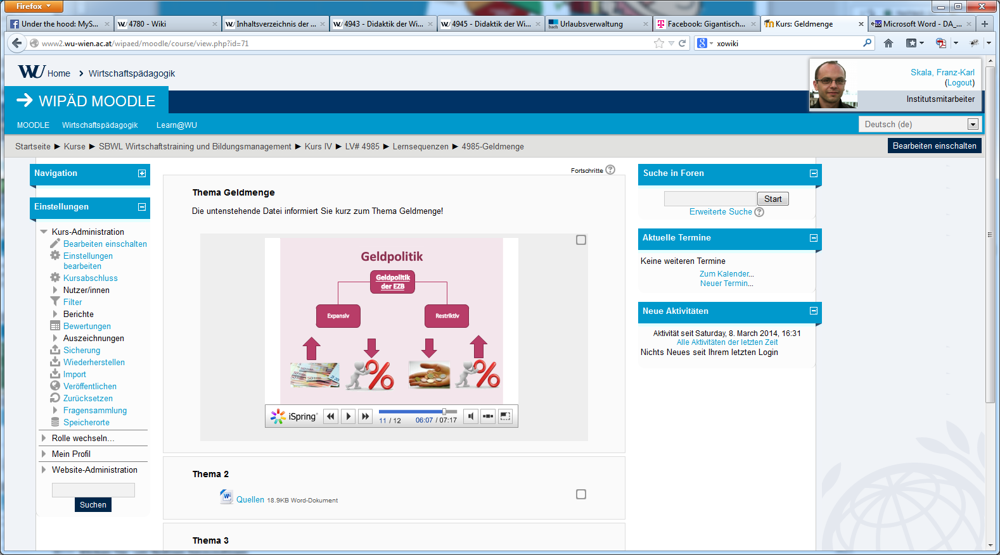 Firefox
Under the hood: MyS...
4780 - Wiki
Inhaltsverzeichnis der ...
4943 - Didaktik der Wi...
4945 - Didaktik der Wi...
Urlaubsverwaltung
Facebook: Gigantisch...
Kurs: Geldmenge
Microsoft Word - DA_...
www2.wu-wien.ac.at/wipaed/moodle/course/view.php?id=71
xowiki
WU Home > Wirtschaftspädagogik
Skala, Franz-Karl
(Logout)
Institutsmitarbeiter
WIPÄD MOODLE
MOODLE Wirtschaftspädagogik Learn@WU
Deutsch (de)
Startseite ► Kurse ► SBWL Wirtschaftstraining und Bildungsmanagement ► Kurs IV ► LV# 4985 ► Lernsequenzen ► 4985-Geldmenge
Bearbeiten einschalten
Navigation
Einstellungen
Kurs-Administration
Bearbeiten einschalten
Einstellungen
bearbeiten
Kursabschluss
Nutzer/innen
Filter
Berichte
Bewertungen
Auszeichnungen
Sicherung
Wiederherstellen
Import
Veröffentlichen
Zurücksetzen
Fragensammlung
Speicherorte
Rolle wechseln...
Mein Profil
Website-Administration
Suchen
Fortschritte
Thema Geldmenge
Die untenstehende Datei informiert Sie kurz zum Thema Geldmenge!
Geldpolitik
Geldpolitik
der EZB
Expansiv
Restriktiv
iSpring
11 / 12
06:07 / 07:17
Thema 2
Quellen 18.9KB Word-Dokument
Thema 3
Suche in Foren
Start
Erweiterte Suche
Aktuelle Termine
Keine weiteren Termine
Zum Kalender...
Neuer Termin...
Neue Aktivitäten
Aktivität seit Saturday, 8. March 2014, 16:31
Alle Aktivitäten der letzten Zeit
Nichts Neues seit Ihrem letzten Login